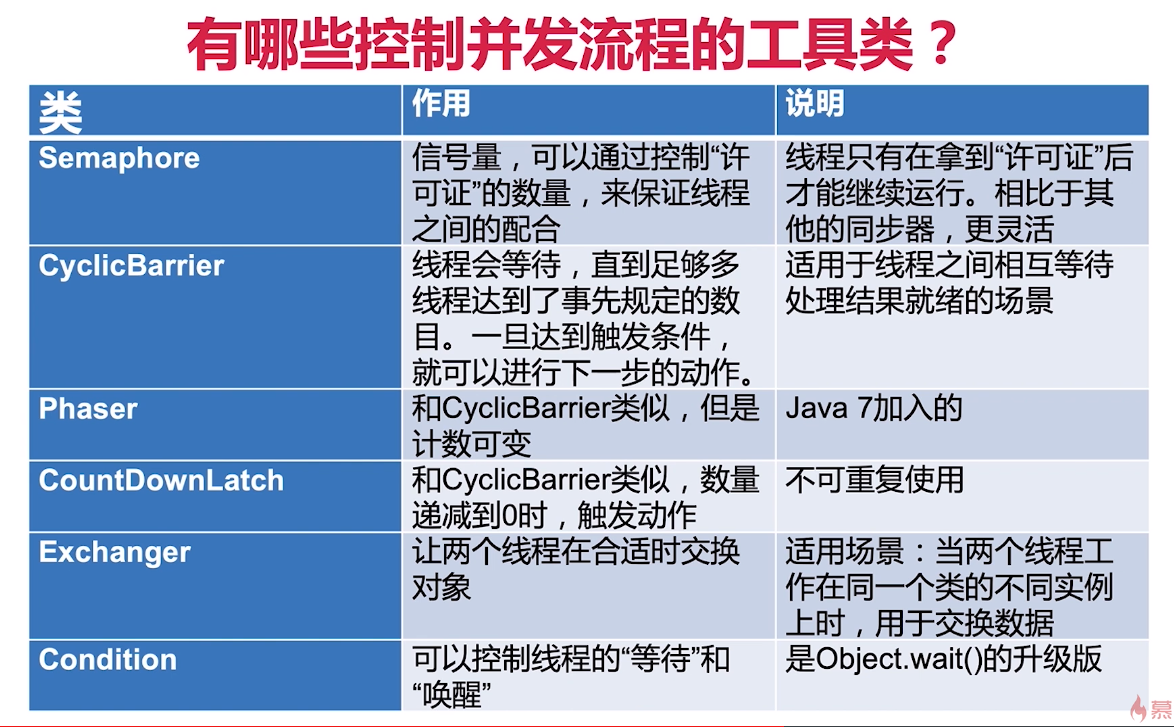 有哪些控制并发流程的工具类？
类
作用
说明
Semaphore
信号量，可以通过控制“许
可证”的数量，来保证线程
之间的配合
线程只有在拿到“许可证”后
才能继续运行。相比于其
他的同步器，更灵活
CyclicBarrier
线程会等待，直到足够多
线程达到了事先规定的数
目。一旦达到触发条件，
就可以进行下一步的动作。
适用于线程之间相互等待
处理结果就绪的场景
Phaser
和CyclicBarrier类似，但是
计数可变
Java 7加入的
CountDownLatch
和CyclicBarrier类似，数量
递减到0时，触发动作
不可重复使用
Exchanger
让两个线程在合适时交换
对象
适用场景：当两个线程工
作在同一个类的不同实例
上时，用于交换数据
Condition
可以控制线程的“等待”和
“唤醒”
是Object.wait()的升级版
慕